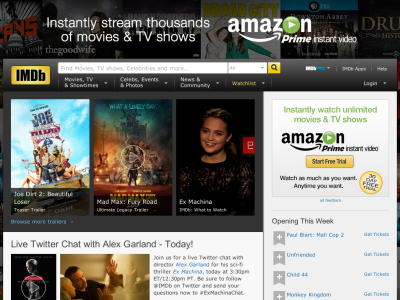 Instantly stream thousands
of movies & TV shows
amazon
Prime instant video
thegoodwife
BROAD CITY
PBS
IMDb
Find Movies, TV shows, Celebrities and more...
All
IMDbPro
IMDb Apps
Help
Movies, TV
& Showtimes
Celebs, Events
& Photos
News &
Community
Watchlist
Login
Joe Dirt 2: Beautiful
Loser
Teaser Trailer
WHAT A LOVELY DAY.
Mad Max: Fury Road
Ultimate Legacy Trailer
Ex Machina
IMDb: What to Watch
Browse more trailers »
Instantly watch unlimited
movies & TV shows
amazon
Prime instant video
Start Free Trial
Watch as much as you want.
Anytime you want.
30 DAY
FREE TRIAL
ad feedback
Opening This Week
Paul Blart: Mall Cop 2
Get Tickets
Unfriended
Get Tickets
Child 44
Get Tickets
Monkey Kingdom
Get Tickets
Live Twitter Chat with Alex Garland - Today!
Join us for a live Twitter chat with
director Alex Garland for his sci-fi
thriller Ex Machina, today at 3:30pm
ET/12:30pm PT. Be sure to follow
@IMDb on Twitter and send your
questions now to #ExMachinaChat.